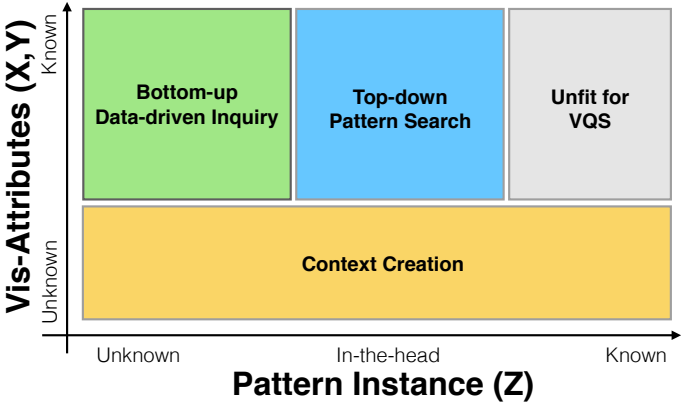 Vis-Attributes (X,Y)
Known
Unknown
Bottom-up
Data-driven Inquiry
Top-down
Pattern Search
Unfit for
VQS
Context Creation
Unknown
In-the-head
Known
Pattern Instance (Z)